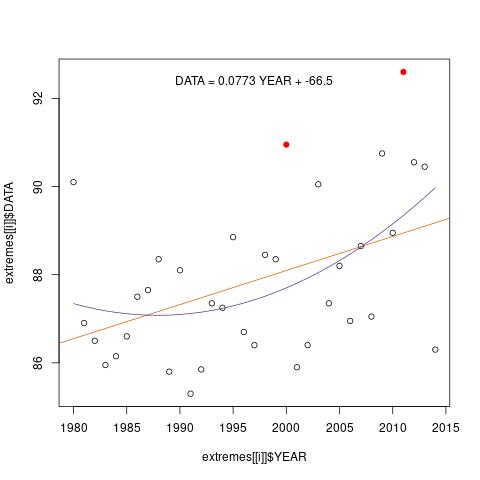 DATA = 0.0773 YEAR + -66.5
92
90
88
86
extremes[[i]]$DATA
1980 1985 1990 1995 2000 2005 2010 2015
extremes[[i]]$YEAR